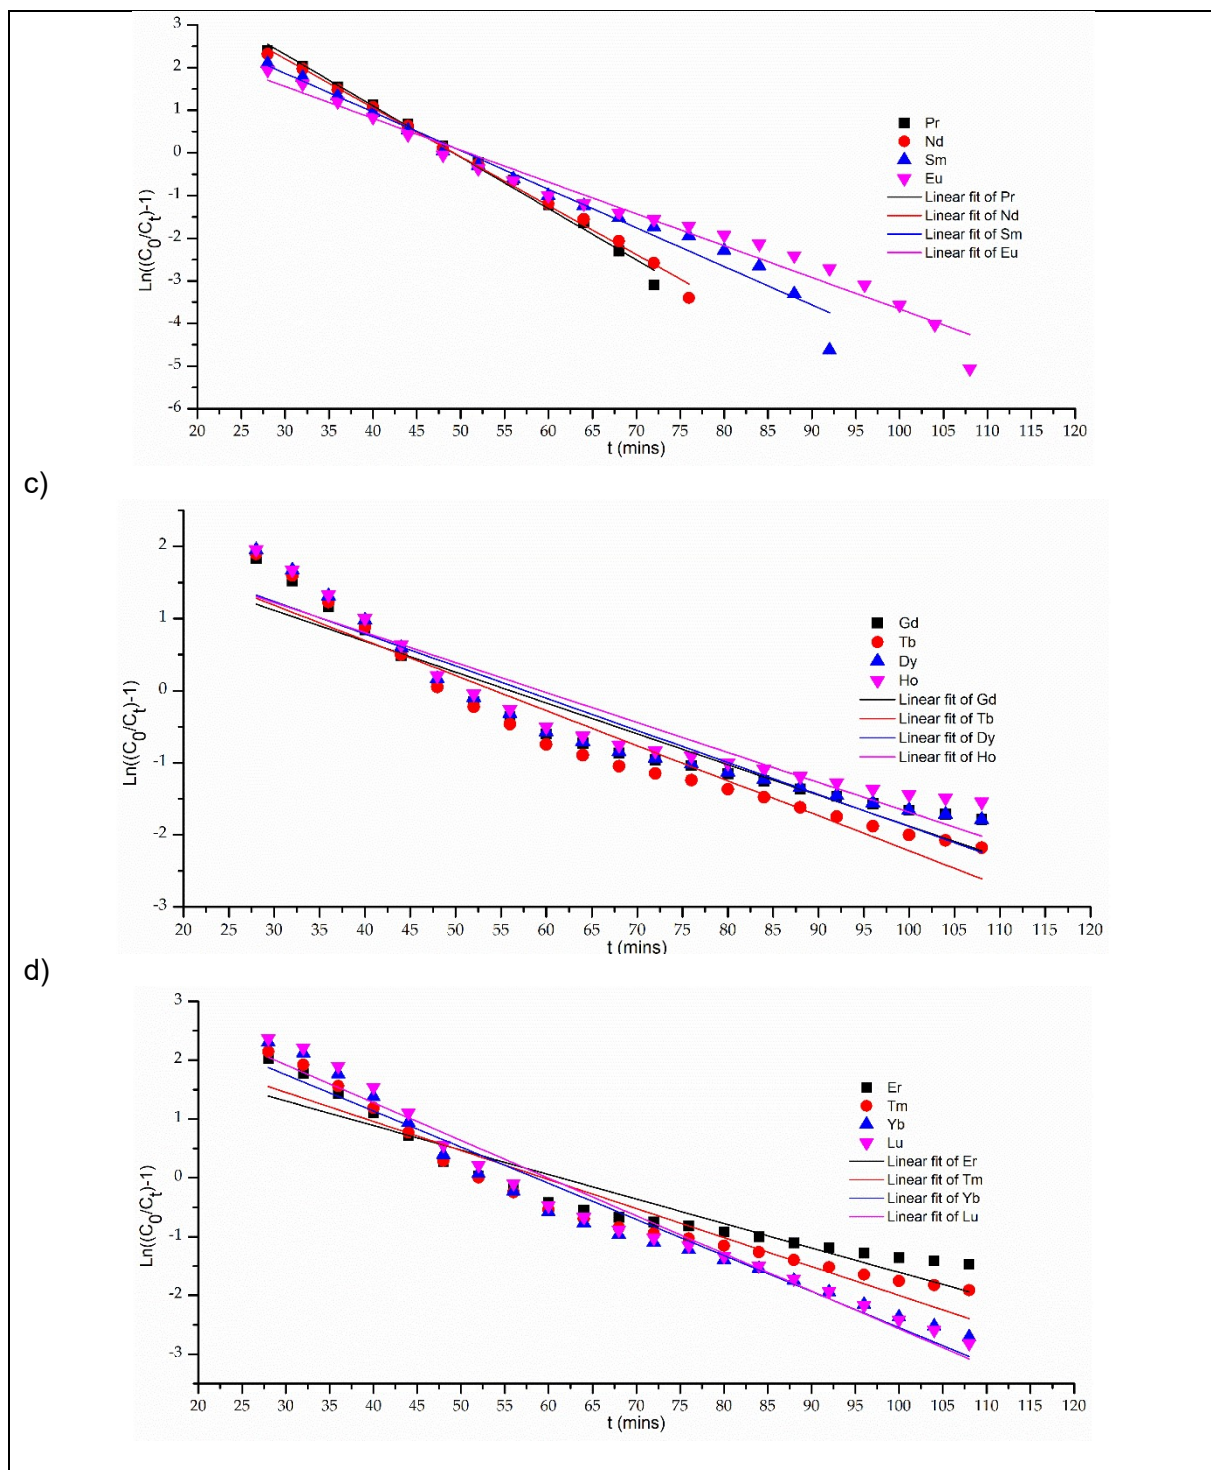 3
2
1
0
-1
-2
-3
-4
-5
-6
Ln((C0/Ct)-1)
Pr
Nd
Sm
Eu
Linear fit of Pr
Linear fit of Nd
Linear fit of Sm
Linear fit of Eu
20 25 30 35 40 45 50 55 60 65 70 75 80 85 90 95 100 105 110 115 120
t (mins)
c)
2
1
0
-1
-2
-3
Ln((C0/Ct)-1)
Gd
Tb
Dy
Ho
Linear fit of Gd
Linear fit of Tb
Linear fit of Dy
Linear fit of Ho
20 25 30 35 40 45 50 55 60 65 70 75 80 85 90 95 100 105 110 115 120
t (mins)
d)
3
2
1
0
-1
-2
-3
Ln((C0/Ct)-1)
Er
Tm
Yb
Lu
Linear fit of Er
Linear fit of Tm
Linear fit of Yb
Linear fit of Lu
20 25 30 35 40 45 50 55 60 65 70 75 80 85 90 95 100 105 110 115 120
t (mins)